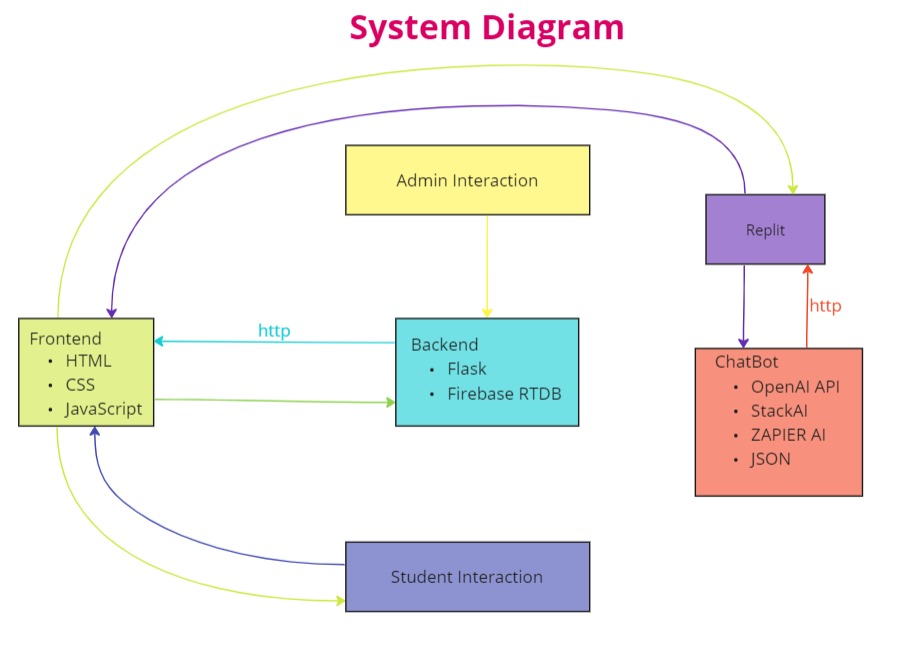 System Diagram
Admin Interaction
Replit
http
Frontend
• HTML
• CSS
• JavaScript
http
Backend
• Flask
• Firebase RTDB
ChatBot
• OpenAI API
• StackAI
• ZAPIER AI
• JSON
Student Interaction